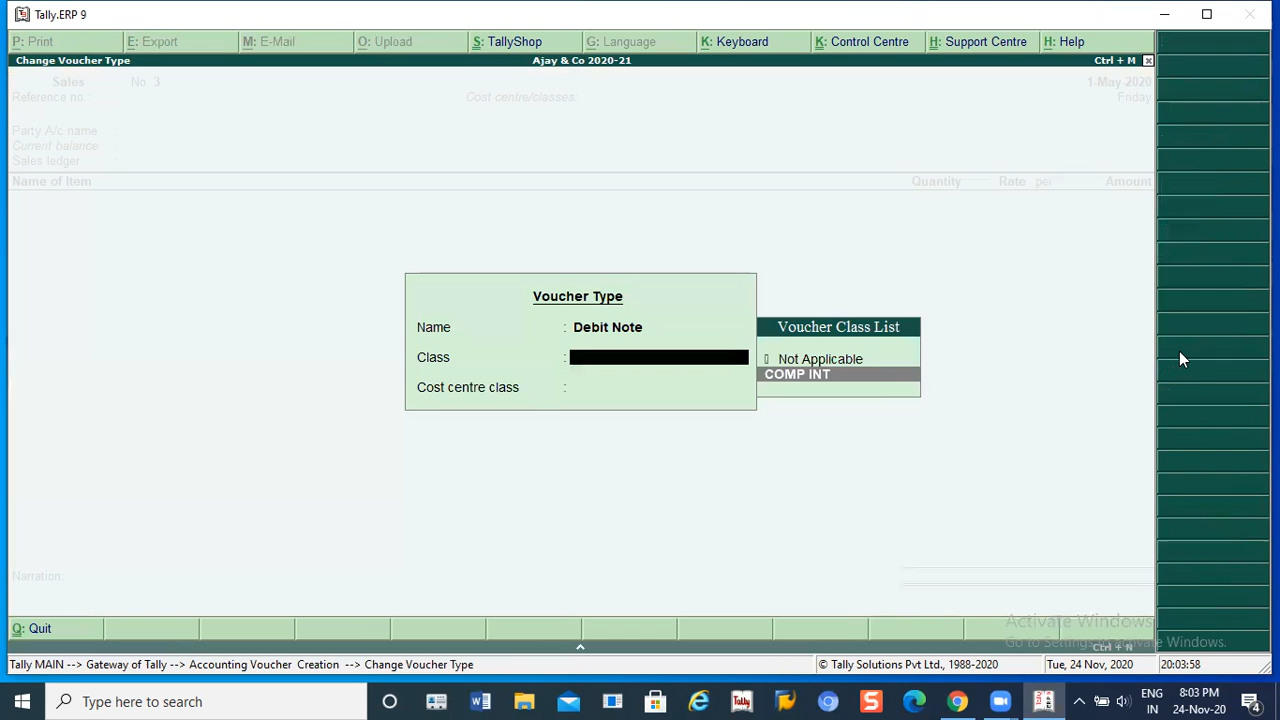 Tally.ERP 9
P: Print E: Export M: E-Mail O: Upload S: TallyShop G: Language K: Keyboard K: Control Centre H: Support Centre H: Help
Change Voucher Type Ajay & Co 2020-21 Ctrl + M
Sales No. 3 1-May-2020
Reference no.: Cost centre/classes: Friday
Party A/c name :
Current balance :
Sales ledger :
Name of Item Quantity Rate per Amount
Voucher Type
Name : Debit Note
Class :
Cost centre class :
Voucher Class List
Not Applicable
COMP INT
Narration:
Activate Windows
Go to Settings to activate Windows.
Q: Quit
Ctrl + N
Tally MAIN --> Gateway of Tally --> Accounting Voucher Creation --> Change Voucher Type © Tally Solutions Pvt Ltd., 1988-2020 Tue, 24 Nov, 2020 20:03:58
Type here to search
Tally
ENG
IN
8:03 PM
24-Nov-20
4